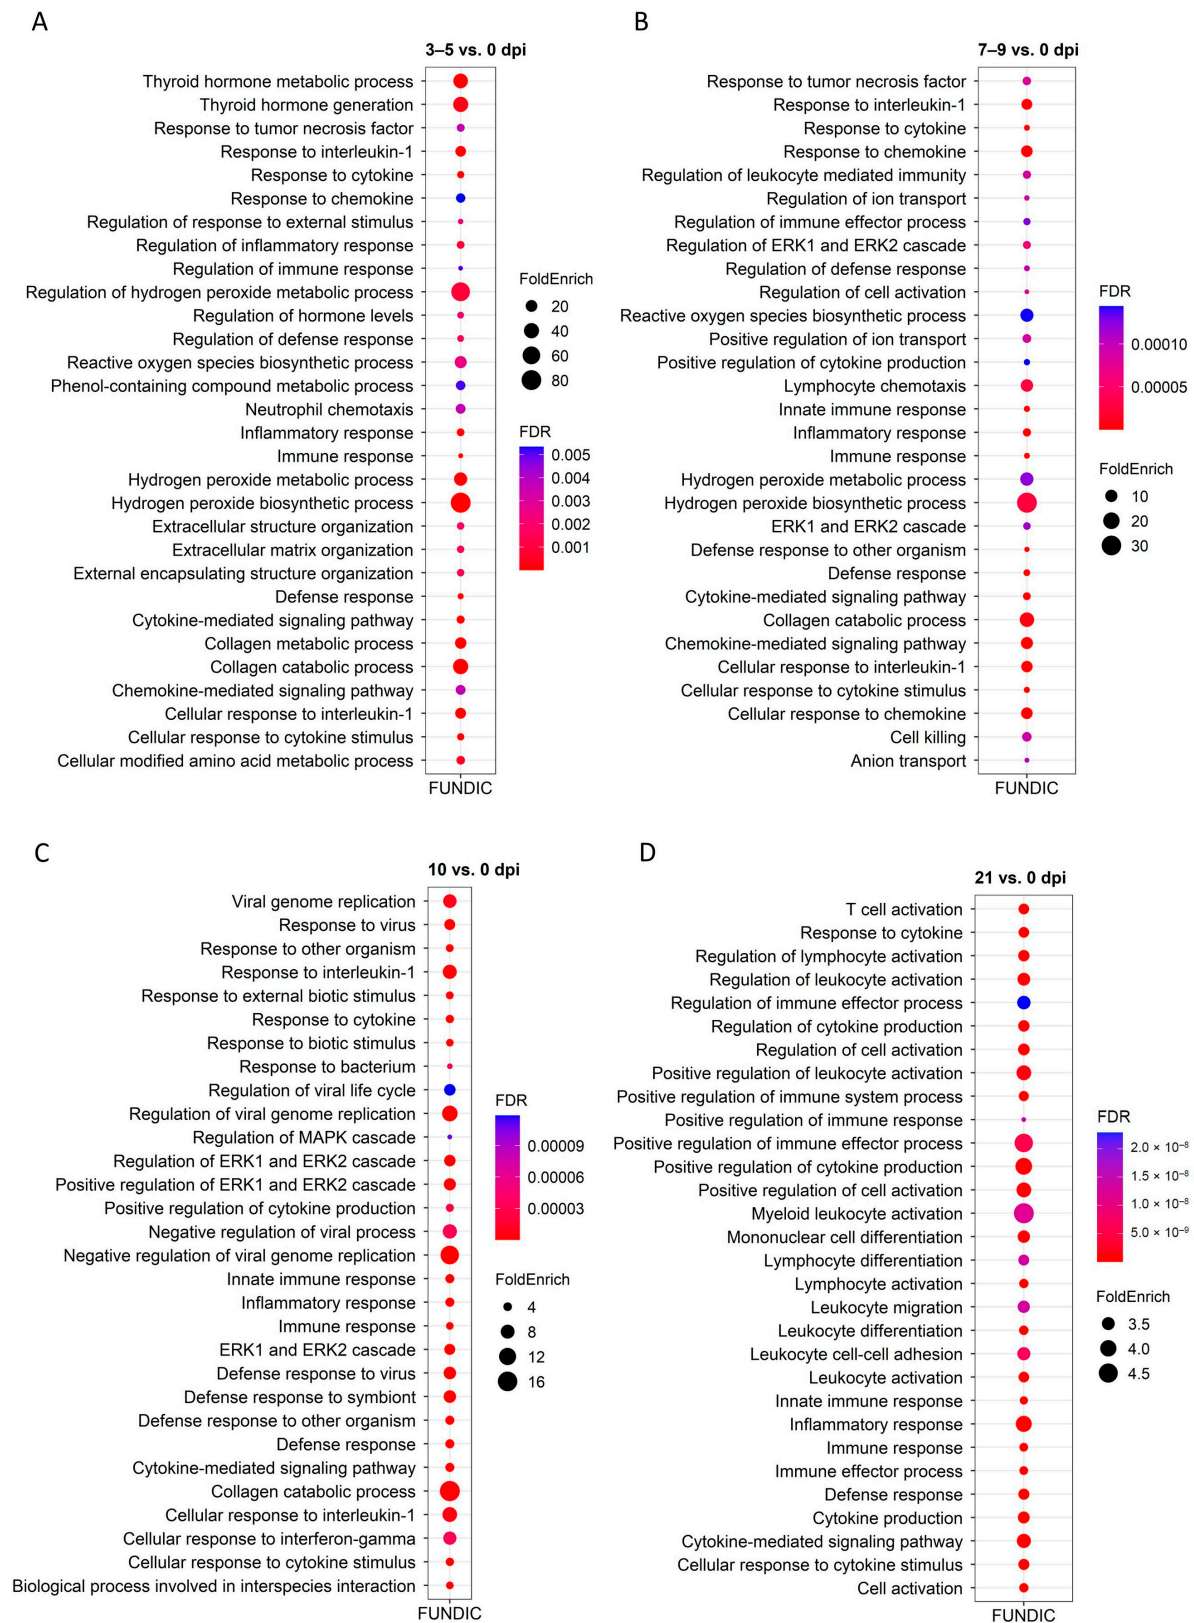 A
3–5 vs. 0 dpi
Thyroid hormone metabolic process
Thyroid hormone generation
Response to tumor necrosis factor
Response to interleukin-1
Response to cytokine
Response to chemokine
Regulation of response to external stimulus
Regulation of inflammatory response
Regulation of immune response
Regulation of hydrogen peroxide metabolic process
Regulation of hormone levels
Regulation of defense response
Reactive oxygen species biosynthetic process
Phenol-containing compound metabolic process
Neutrophil chemotaxis
Inflammatory response
Immune response
Hydrogen peroxide metabolic process
Hydrogen peroxide biosynthetic process
Extracellular structure organization
Extracellular matrix organization
External encapsulating structure organization
Defense response
Cytokine-mediated signaling pathway
Collagen metabolic process
Collagen catabolic process
Chemokine-mediated signaling pathway
Cellular response to interleukin-1
Cellular response to cytokine stimulus
Cellular modified amino acid metabolic process
FUNDIC
FoldEnrich
20
40
60
80
FDR
0.005
0.004
0.003
0.002
0.001
B
7–9 vs. 0 dpi
Response to tumor necrosis factor
Response to interleukin-1
Response to cytokine
Response to chemokine
Regulation of leukocyte mediated immunity
Regulation of ion transport
Regulation of immune effector process
Regulation of ERK1 and ERK2 cascade
Regulation of defense response
Regulation of cell activation
Reactive oxygen species biosynthetic process
Positive regulation of ion transport
Positive regulation of cytokine production
Lymphocyte chemotaxis
Innate immune response
Inflammatory response
Immune response
Hydrogen peroxide metabolic process
Hydrogen peroxide biosynthetic process
ERK1 and ERK2 cascade
Defense response to other organism
Defense response
Cytokine-mediated signaling pathway
Collagen catabolic process
Chemokine-mediated signaling pathway
Cellular response to interleukin-1
Cellular response to cytokine stimulus
Cellular response to chemokine
Cell killing
Anion transport
FUNDIC
FDR
0.00010
0.00005
FoldEnrich
10
20
30
C
10 vs. 0 dpi
Viral genome replication
Response to virus
Response to other organism
Response to interleukin-1
Response to external biotic stimulus
Response to cytokine
Response to biotic stimulus
Response to bacterium
Regulation of viral life cycle
Regulation of viral genome replication
Regulation of MAPK cascade
Regulation of ERK1 and ERK2 cascade
Positive regulation of ERK1 and ERK2 cascade
Positive regulation of cytokine production
Negative regulation of viral process
Negative regulation of viral genome replication
Innate immune response
Inflammatory response
Immune response
ERK1 and ERK2 cascade
Defense response to virus
Defense response to symbiont
Defense response to other organism
Defense response
Cytokine-mediated signaling pathway
Collagen catabolic process
Cellular response to interleukin-1
Cellular response to interferon-gamma
Cellular response to cytokine stimulus
Biological process involved in interspecies interaction
FUNDIC
FDR
0.00009
0.00006
0.00003
FoldEnrich
4
8
12
16
D
21 vs. 0 dpi
T cell activation
Response to cytokine
Regulation of lymphocyte activation
Regulation of leukocyte activation
Regulation of immune effector process
Regulation of cytokine production
Regulation of cell activation
Positive regulation of leukocyte activation
Positive regulation of immune system process
Positive regulation of immune response
Positive regulation of immune effector process
Positive regulation of cytokine production
Positive regulation of cell activation
Myeloid leukocyte activation
Mononuclear cell differentiation
Lymphocyte differentiation
Lymphocyte activation
Leukocyte migration
Leukocyte differentiation
Leukocyte cell-cell adhesion
Leukocyte activation
Innate immune response
Inflammatory response
Immune response
Immune effector process
Defense response
Cytokine production
Cytokine-mediated signaling pathway
Cellular response to cytokine stimulus
Cell activation
FUNDIC
FDR
2.0 × 10⁻⁸
1.5 × 10⁻⁸
1.0 × 10⁻⁸
5.0 × 10⁻⁹
FoldEnrich
3.5
4.0
4.5